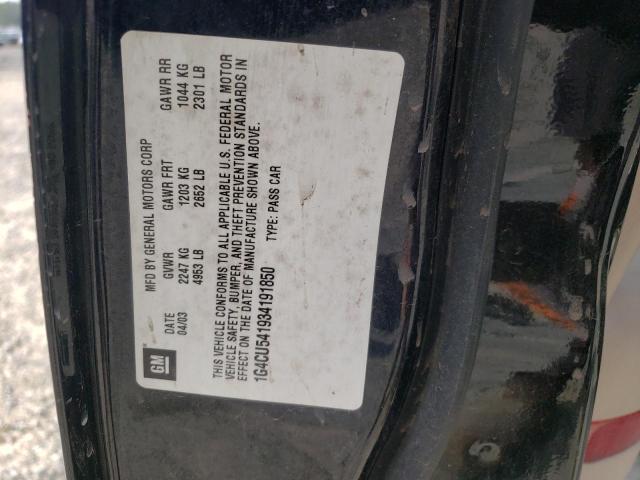 MFD BY GENERAL MOTORS CORP
DATE GVWR GAWR FRT GAWR RR
04/03 2247 KG 1203 KG 1044 KG
4953 LB 2652 LB 2301 LB
GM
THIS VEHICLE CONFORMS TO ALL APPLICABLE U.S. FEDERAL MOTOR
VEHICLE SAFETY, BUMPER, AND THEFT PREVENTION STANDARDS IN
EFFECT ON THE DATE OF MANUFACTURE SHOWN ABOVE.
1G4CU541934191850 TYPE: PASS CAR